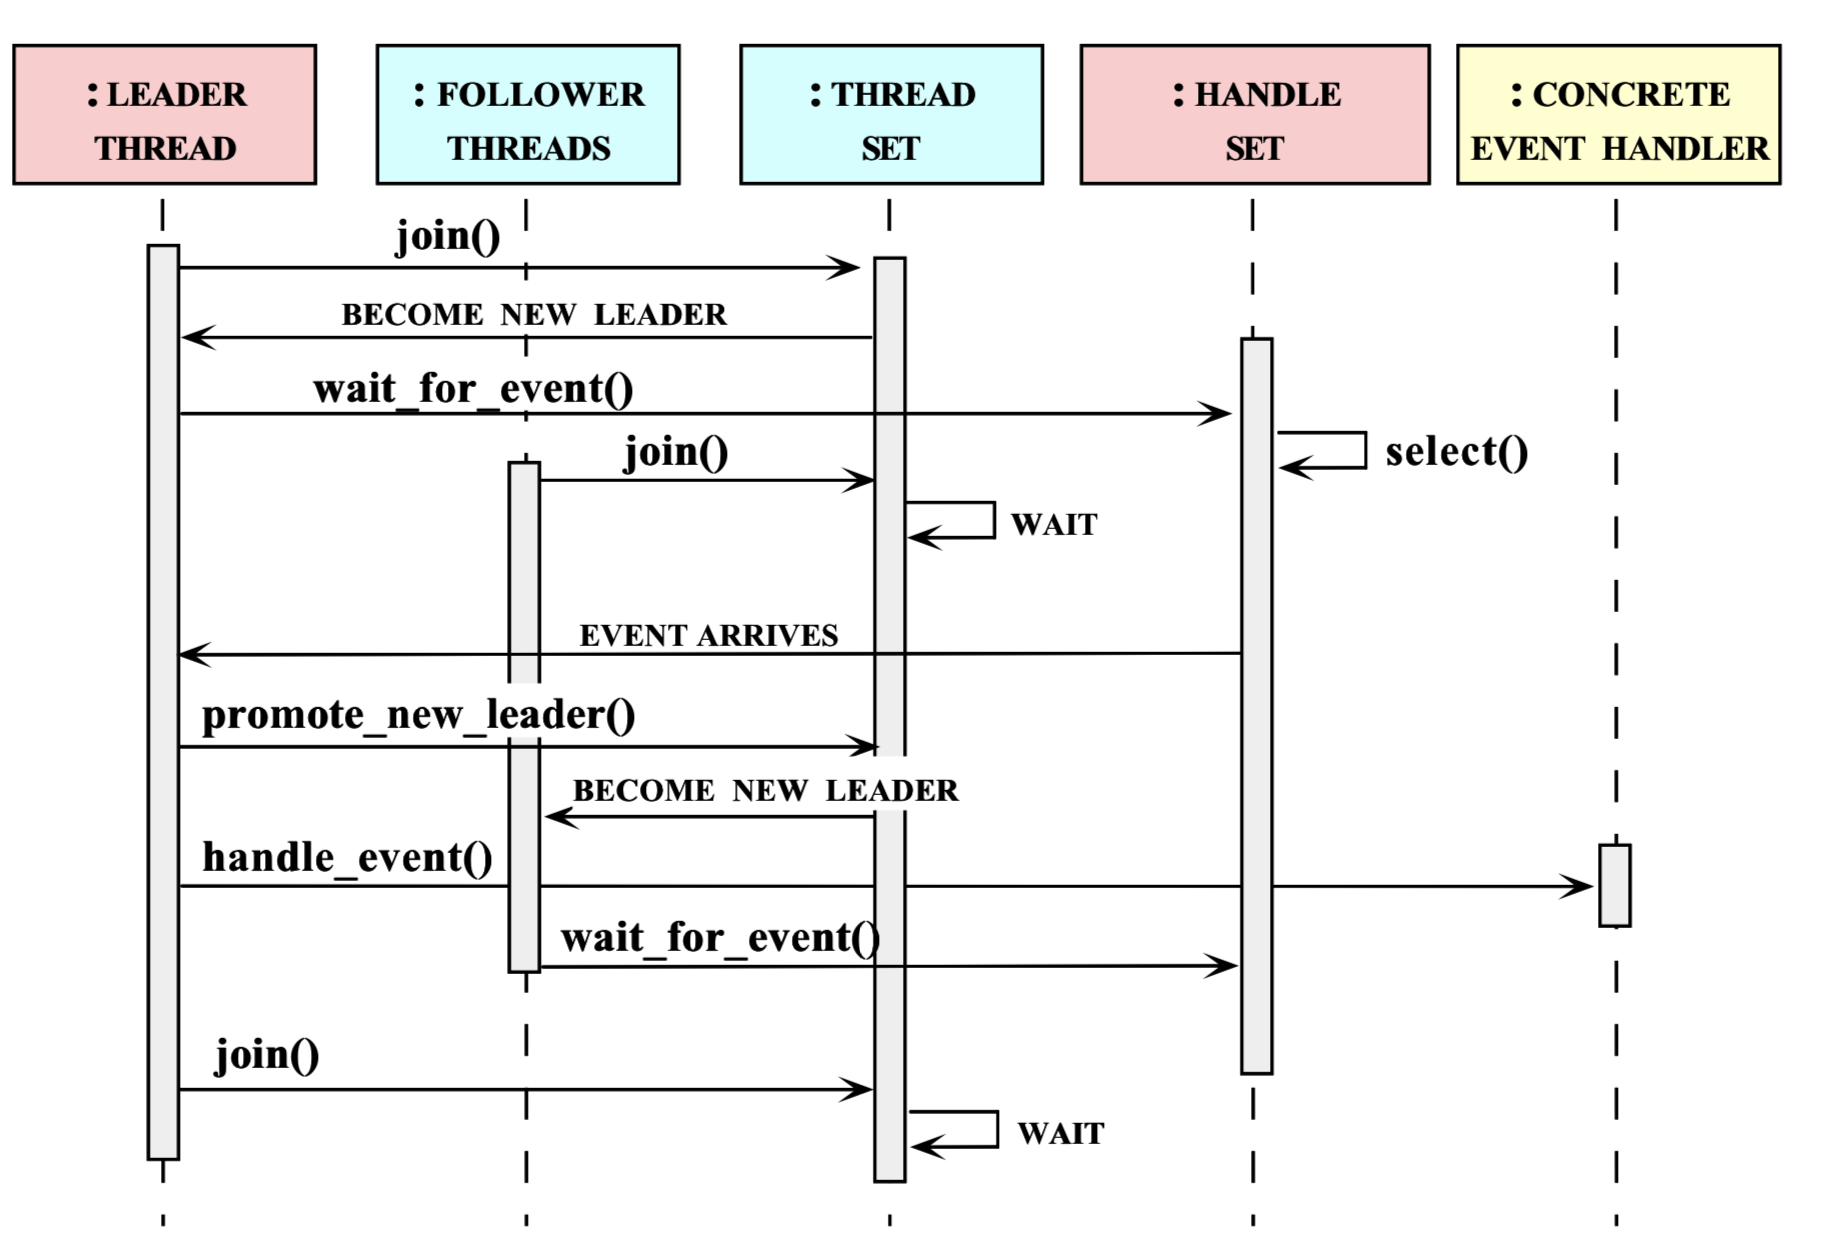 : LEADER
THREAD
: FOLLOWER
THREADS
: THREAD
SET
: HANDLE
SET
: CONCRETE
EVENT HANDLER
join()
BECOME NEW LEADER
wait_for_event()
join()
select()
WAIT
EVENT ARRIVES
promote_new_leader()
BECOME NEW LEADER
handle_event()
wait_for_event()
join()
WAIT